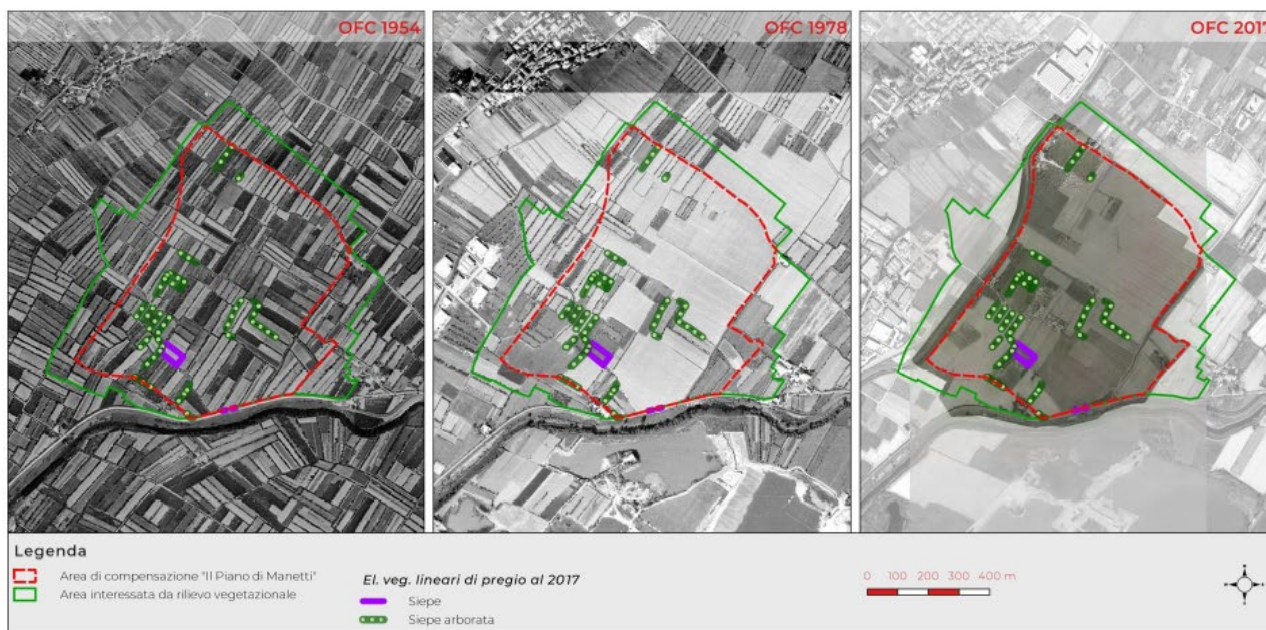 OFC 1954
OFC 1978
OFC 2017
Legenda
Area di compensazione "Il Piano di Manetti"
Area interessata da rilievo vegetazionale
El. veg. lineari di pregio al 2017
Siepe
Siepe arborata
0 100 200 300 400 m